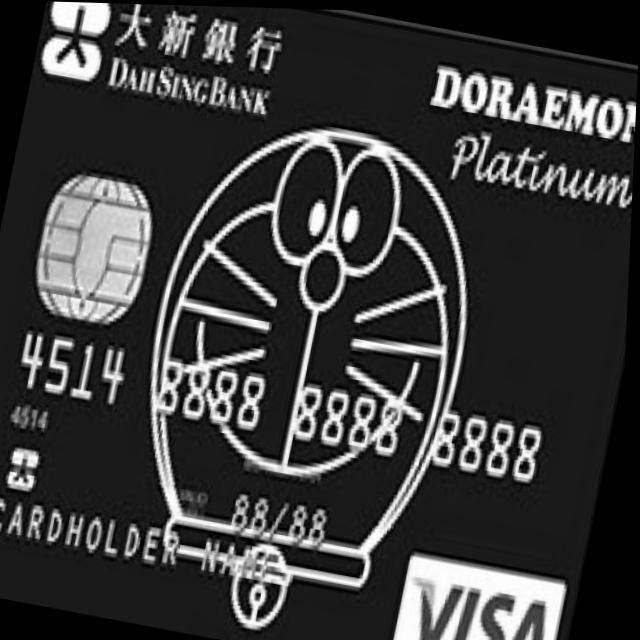 大新銀行
DAH SING BANK
DORAEMON
Platinum
4514 8888 8888 8888
4514
88/88
CARDHOLDER NAME
VISA